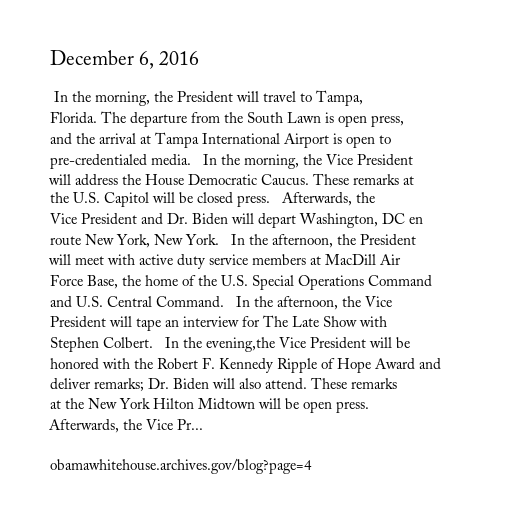 December 6, 2016
In the morning, the President will travel to Tampa,
Florida. The departure from the South Lawn is open press,
and the arrival at Tampa International Airport is open to
pre-credentialed media.   In the morning, the Vice President
will address the House Democratic Caucus. These remarks at
the U.S. Capitol will be closed press.   Afterwards, the
Vice President and Dr. Biden will depart Washington, DC en
route New York, New York.   In the afternoon, the President
will meet with active duty service members at MacDill Air
Force Base, the home of the U.S. Special Operations Command
and U.S. Central Command.   In the afternoon, the Vice
President will tape an interview for The Late Show with
Stephen Colbert.   In the evening,the Vice President will be
honored with the Robert F. Kennedy Ripple of Hope Award and
deliver remarks; Dr. Biden will also attend. These remarks
at the New York Hilton Midtown will be open press.
Afterwards, the Vice Pr...
obamawhitehouse.archives.gov/blog?page=4